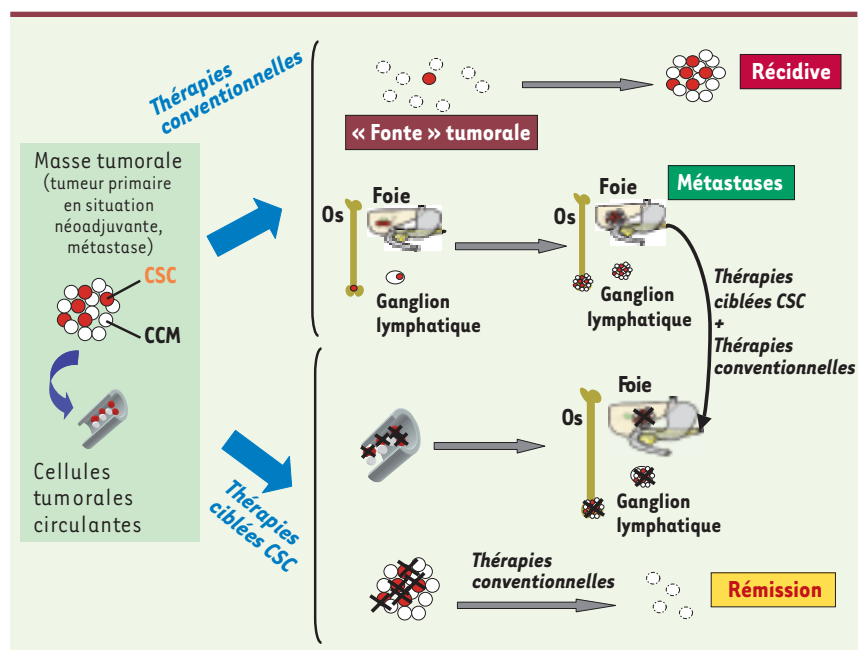 Thérapies
conventionnelles
« Fonte » tumorale
Récidive
Masse tumorale
(tumeur primaire
en situation
néoadjuvante,
métastase)
CSC
CCM
Cellules
tumorales
circulantes
Foie
Os
Ganglion
lymphatique
Foie
Os
Ganglion
lymphatique
Métastases
Thérapies
ciblées CSC
+
Thérapies
conventionnelles
Thérapies
ciblées CSC
Foie
Os
Ganglion
lymphatique
Thérapies
conventionnelles
Rémission